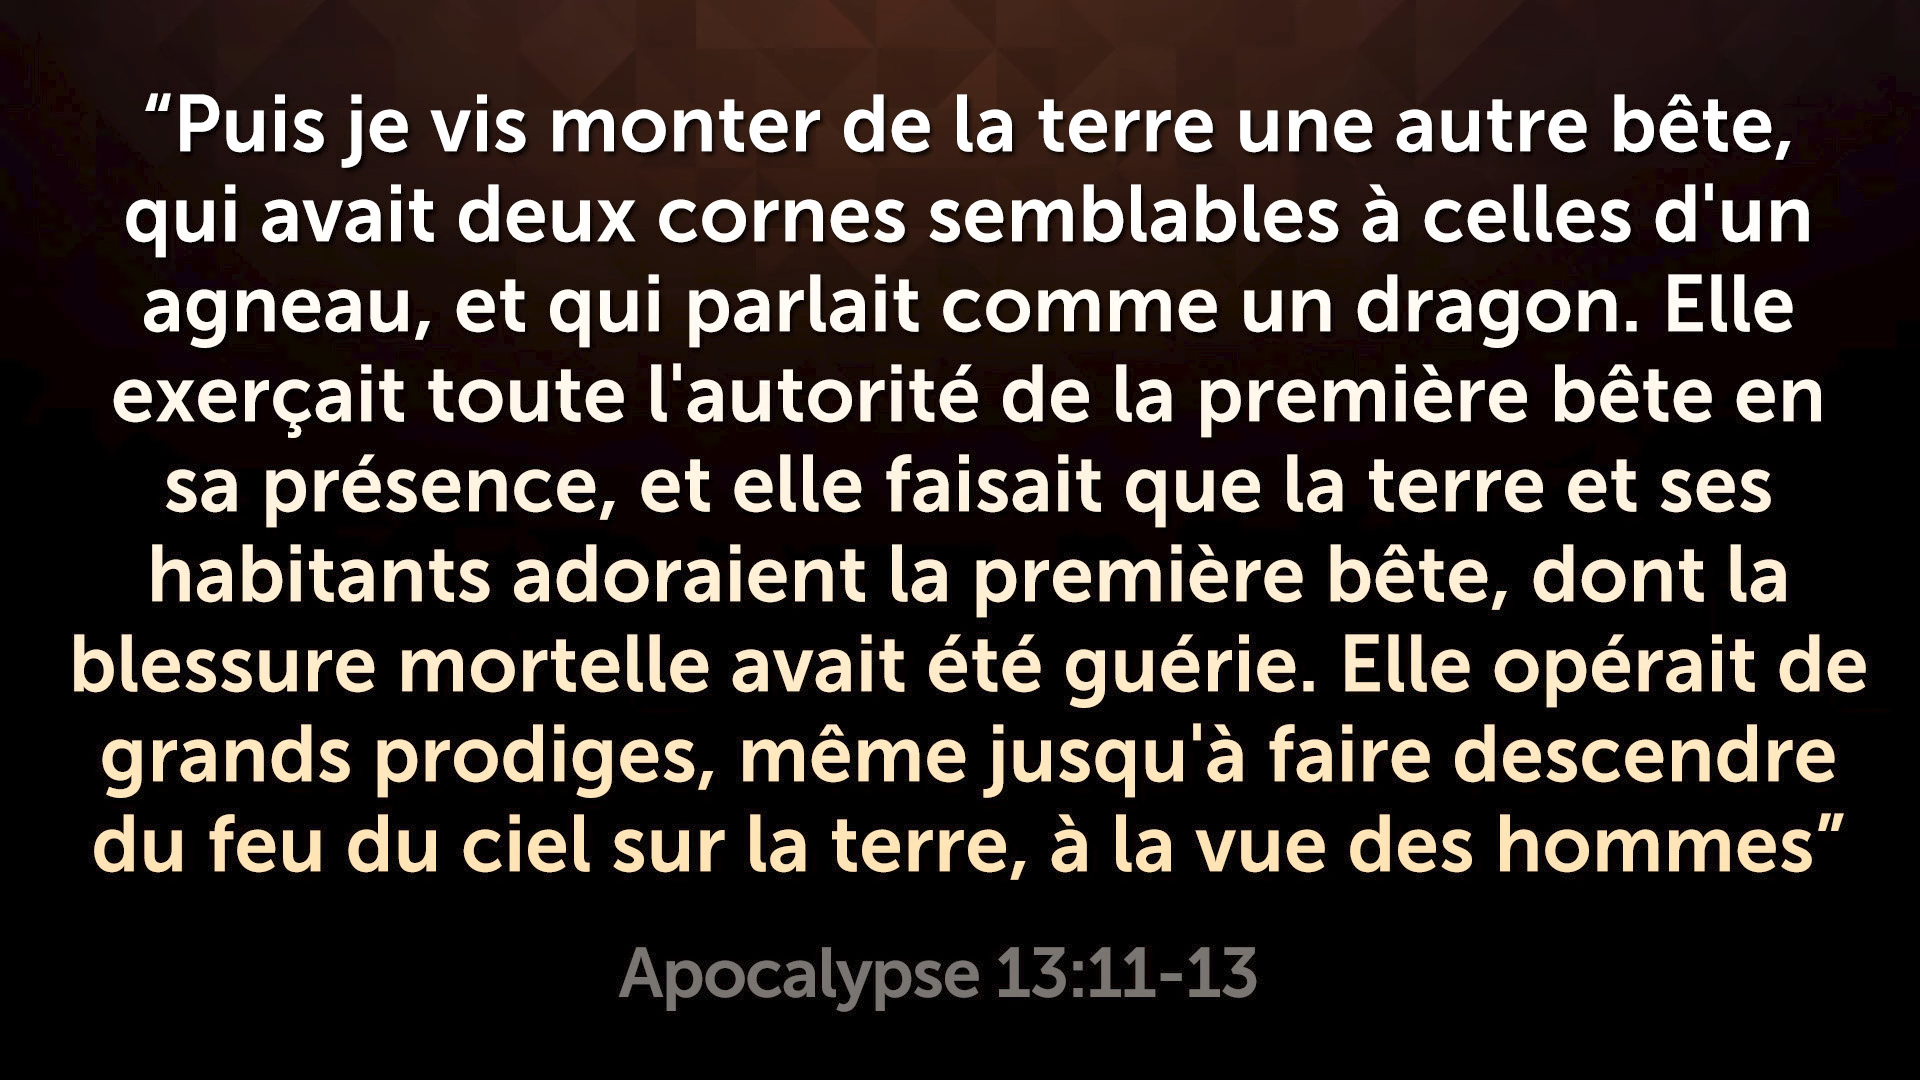 “Puis je vis monter de la terre une autre bête,
qui avait deux cornes semblables à celles d'un
agneau, et qui parlait comme un dragon. Elle
exerçait toute l'autorité de la première bête en
sa présence, et elle faisait que la terre et ses
habitants adoraient la première bête, dont la
blessure mortelle avait été guérie. Elle opérait de
grands prodiges, même jusqu'à faire descendre
du feu du ciel sur la terre, à la vue des hommes”
Apocalypse 13:11-13